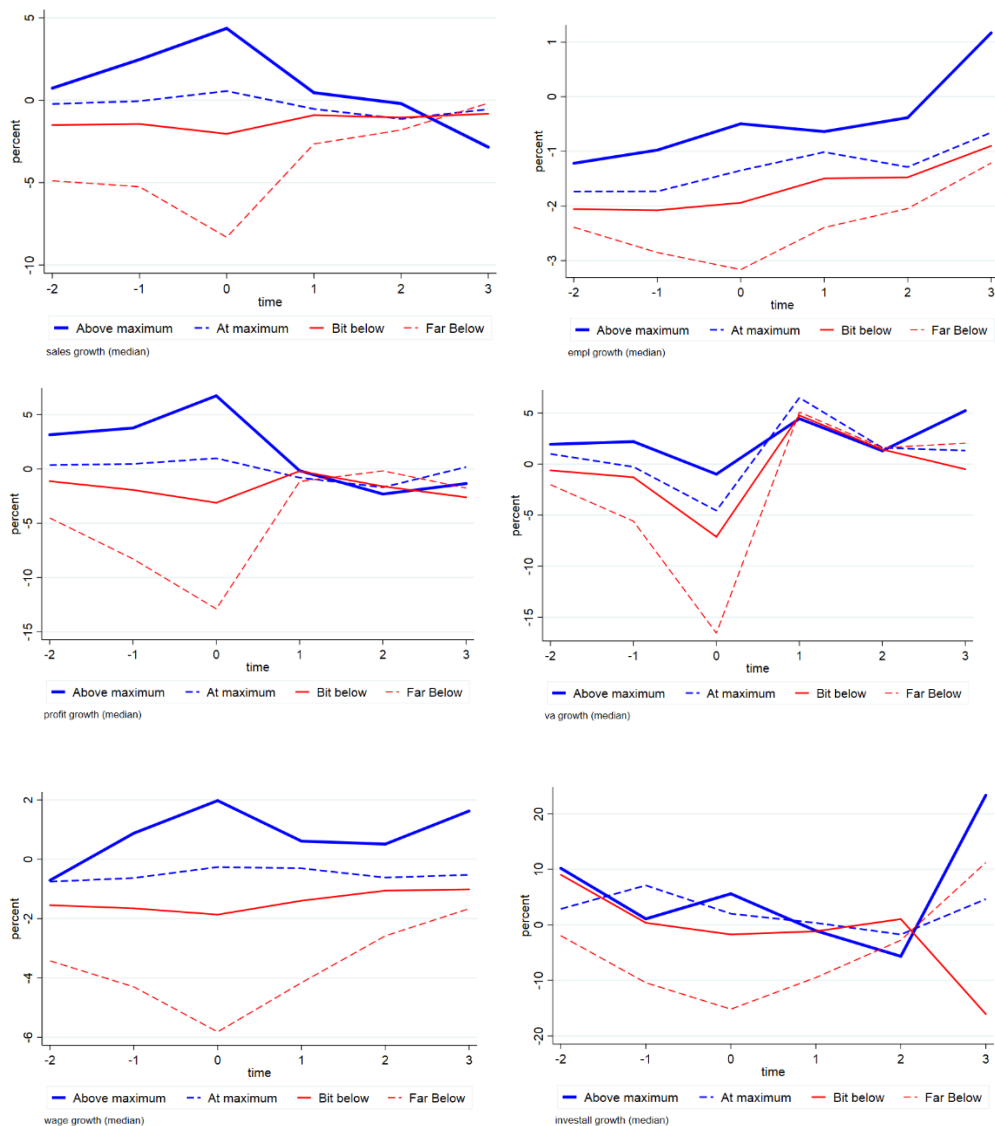 5
0
-5
-10
percent
-2 -1 0 1 2 3
time
Above maximum At maximum Bit below Far Below
sales growth (median)
1
0
-1
-2
-3
percent
-2 -1 0 1 2 3
time
Above maximum At maximum Bit below Far Below
empl growth (median)
5
0
-5
-10
-15
percent
-2 -1 0 1 2 3
time
Above maximum At maximum Bit below Far Below
profit growth (median)
5
0
-5
-10
-15
percent
-2 -1 0 1 2 3
time
Above maximum At maximum Bit below Far Below
va growth (median)
2
0
-2
-4
-6
percent
-2 -1 0 1 2 3
time
Above maximum At maximum Bit below Far Below
wage growth (median)
20
10
0
-10
-20
percent
-2 -1 0 1 2 3
time
Above maximum At maximum Bit below Far Below
investall growth (median)